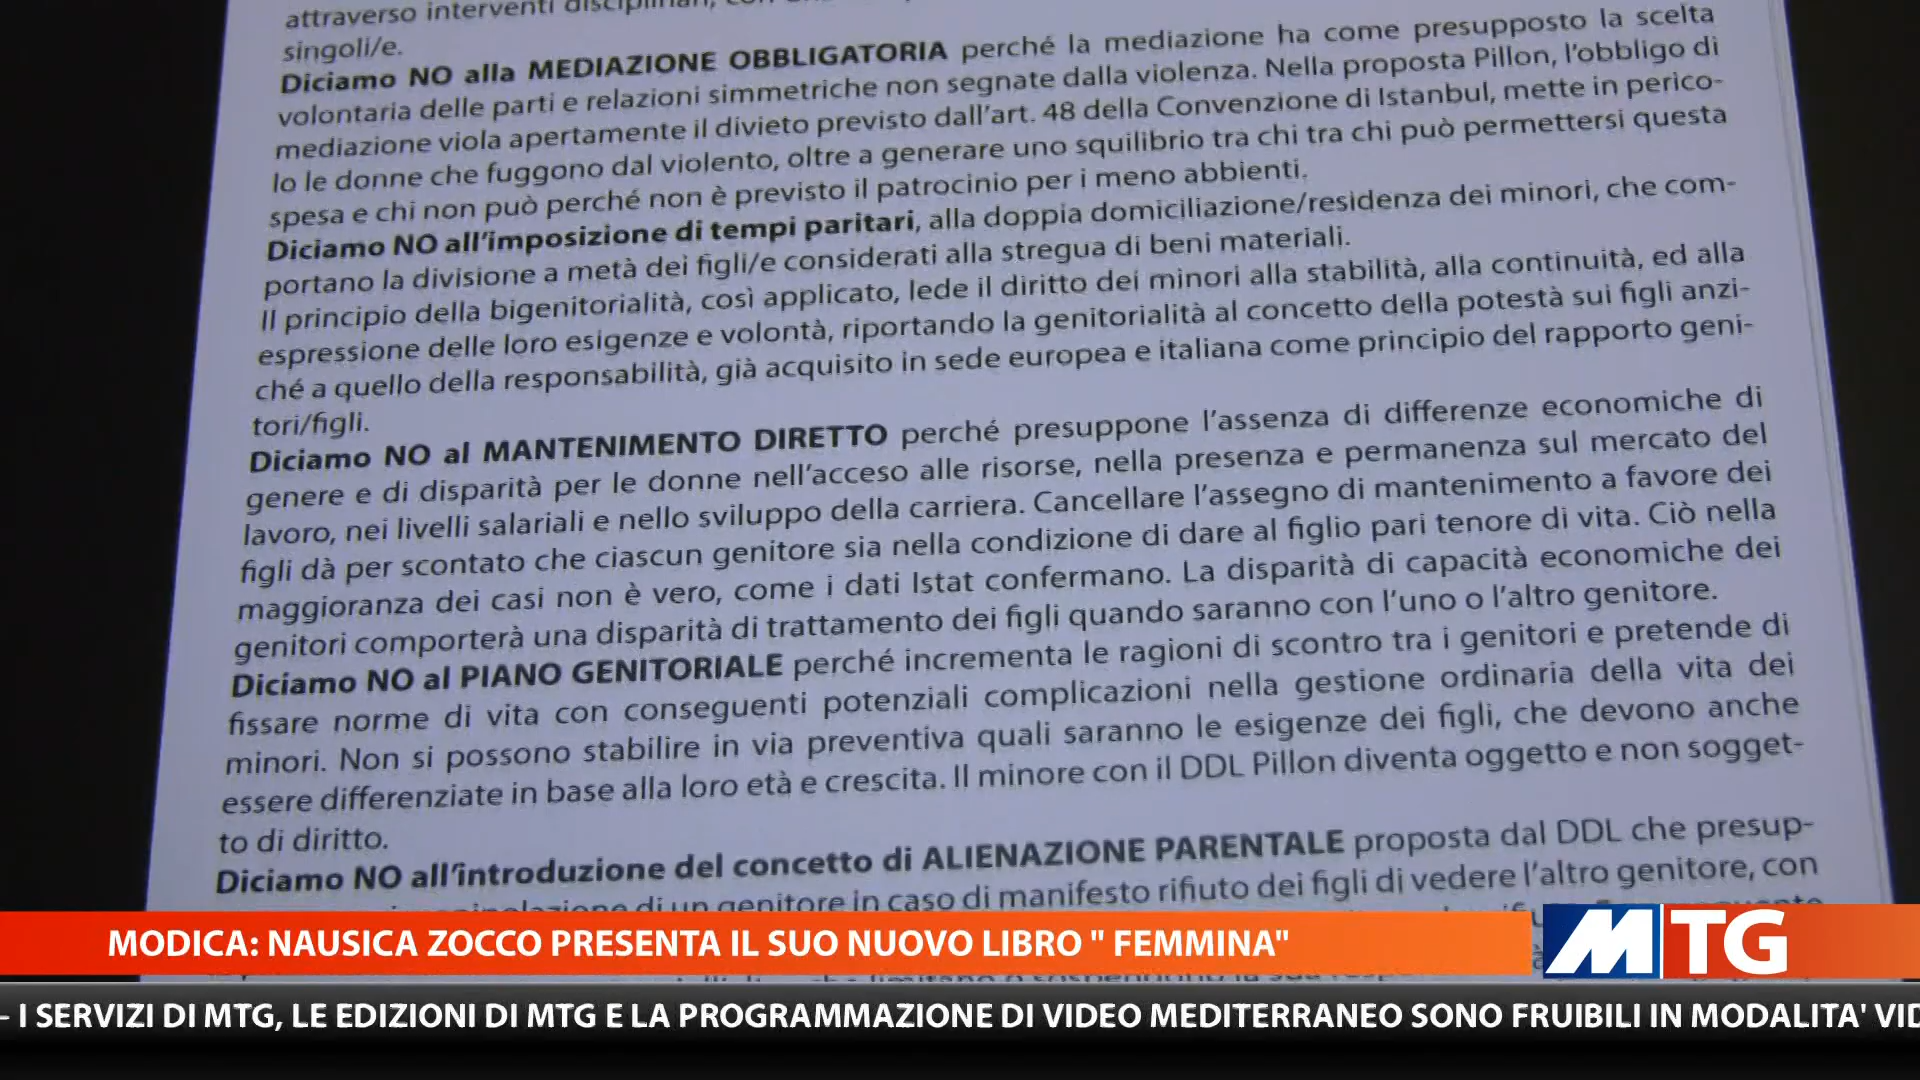 attraverso interventi
singoli/e.
Diciamo NO alla MEDIAZIONE OBBLIGATORIA perché la mediazione ha come presupposto la scelta
volontaria delle parti e relazioni simmetriche non segnate dalla violenza. Nella proposta Pillon, l'obbligo di
mediazione viola apertamente il divieto previsto dall'art. 48 della Convenzione di Istanbul, mette in perico-
lo le donne che fuggono dal violento, oltre a generare uno squilibrio tra chi tra chi può permettersi questa
spesa e chi non può perché non è previsto il patrocinio per i meno abbienti.
Diciamo NO all'imposizione di tempi paritari, alla doppia domiciliazione/residenza dei minori, che com-
portano la divisione a metà dei figli/e considerati alla stregua di beni materiali.
Il principio della bigenitorialità, così applicato, lede il diritto dei minori alla stabilità, alla continuità, ed alla
espressione delle loro esigenze e volontà, riportando la genitorialità al concetto della potestà sui figli anzi-
ché a quello della responsabilità, già acquisito in sede europea e italiana come principio del rapporto geni-
tori/figli.
Diciamo NO al MANTENIMENTO DIRETTO perché presuppone l'assenza di differenze economiche di
genere e di disparità per le donne nell'acceso alle risorse, nella presenza e permanenza sul mercato del
lavoro, nei livelli salariali e nello sviluppo della carriera. Cancellare l'assegno di mantenimento a favore dei
figli dà per scontato che ciascun genitore sia nella condizione di dare al figlio pari tenore di vita. Ciò nella
maggioranza dei casi non è vero, come i dati Istat confermano. La disparità di capacità economiche dei
genitori comporterà una disparità di trattamento dei figli quando saranno con l'uno o l'altro genitore.
Diciamo NO al PIANO GENITORIALE perché incrementa le ragioni di scontro tra i genitori e pretende di
fissare norme di vita con conseguenti potenziali complicazioni nella gestione ordinaria della vita dei
minori. Non si possono stabilire in via preventiva quali saranno le esigenze dei figli, che devono anche
essere differenziate in base alla loro età e crescita. Il minore con il DDL Pillon diventa oggetto e non sogget-
to di diritto.
Diciamo NO all'introduzione del concetto di ALIENAZIONE PARENTALE proposta dal DDL che presup-
di un genitore in caso di manifesto rifiuto dei figli di vedere l'altro genitore, con
MODICA: NAUSICA ZOCCO PRESENTA IL SUO NUOVO LIBRO " FEMMINA"
MTG
- I SERVIZI DI MTG, LE EDIZIONI DI MTG E LA PROGRAMMAZIONE DI VIDEO MEDITERRANEO SONO FRUIBILI IN MODALITA' VID